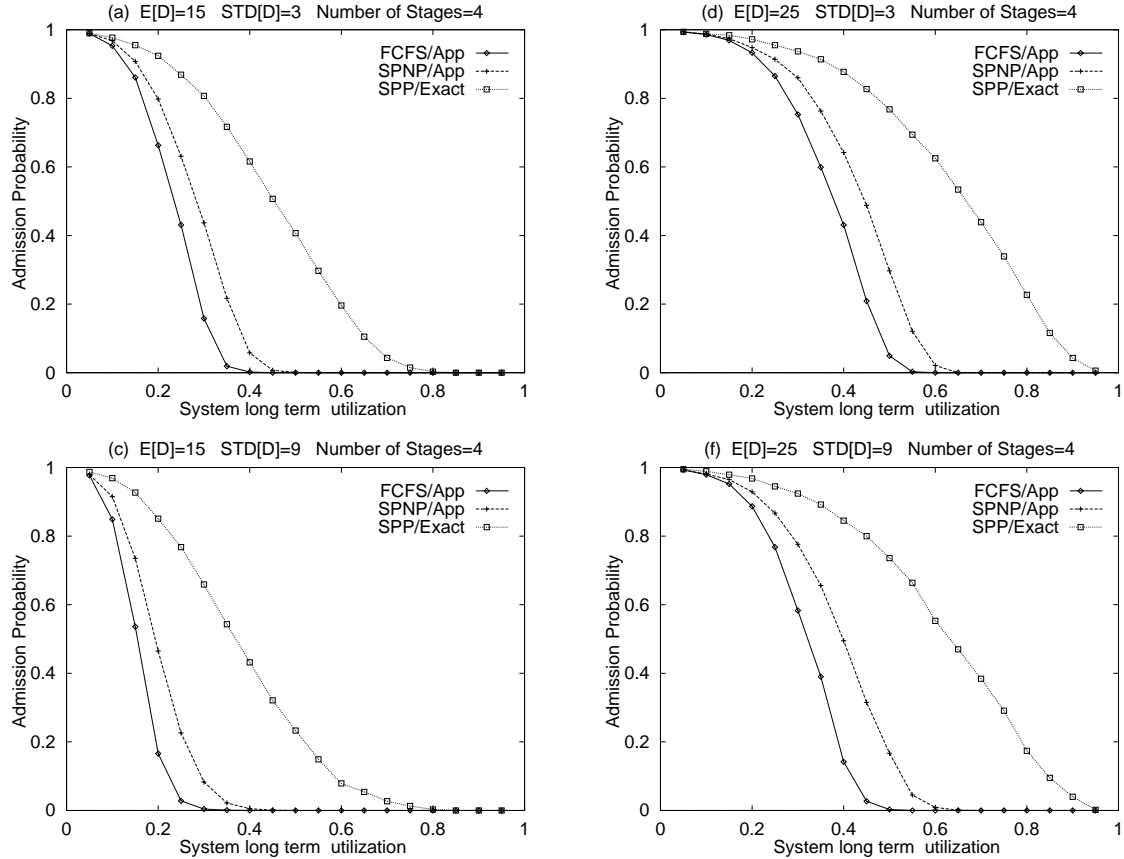 (a) E[D]=15 STD[D]=3 Number of Stages=4
1
0.8
0.6
0.4
0.2
0
Admission Probability
FCFS/App
SPNP/App
SPP/Exact
0 0.2 0.4 0.6 0.8 1
System long term utilization
(d) E[D]=25 STD[D]=3 Number of Stages=4
1
0.8
0.6
0.4
0.2
0
Admission Probability
FCFS/App
SPNP/App
SPP/Exact
0 0.2 0.4 0.6 0.8 1
System long term utilization
(c) E[D]=15 STD[D]=9 Number of Stages=4
1
0.8
0.6
0.4
0.2
0
Admission Probability
FCFS/App
SPNP/App
SPP/Exact
0 0.2 0.4 0.6 0.8 1
System long term utilization
(f) E[D]=25 STD[D]=9 Number of Stages=4
1
0.8
0.6
0.4
0.2
0
Admission Probability
FCFS/App
SPNP/App
SPP/Exact
0 0.2 0.4 0.6 0.8 1
System long term utilization